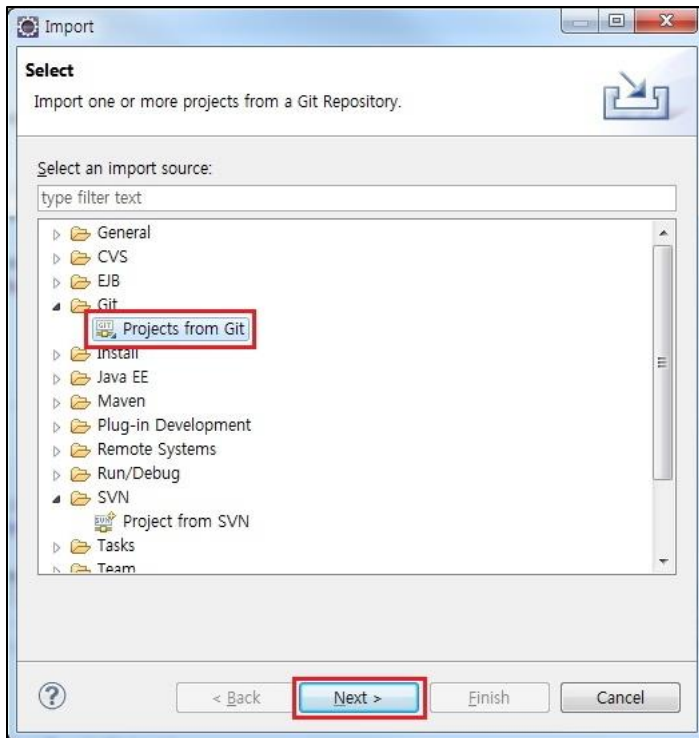 Import
Select
Import one or more projects from a Git Repository.
Select an import source:
type filter text
General
CVS
EJB
Git
Projects from Git
Install
Java EE
Maven
Plug-in Development
Remote Systems
Run/Debug
SVN
Project from SVN
Tasks
Team
< Back Next > Finish Cancel